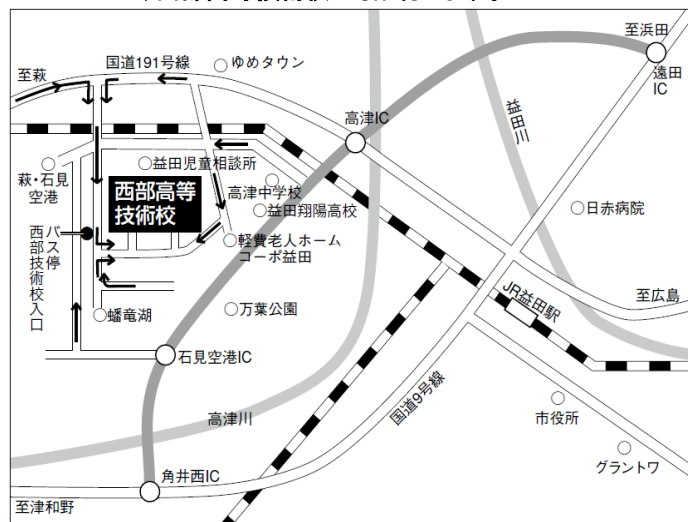 至浜田
遠田
IC
国道191号線
ゆめタウン
至萩
高津IC
益田川
益田児童相談所
萩・石見
空港
西部高等
技術校
高津中学校
益田翔陽高校
日赤病院
バス停
西部技術校入口
軽費老人ホーム
コーポ益田
至広島
JR益田駅
蟠竜湖
万葉公園
石見空港IC
国道9号線
市役所
高津川
グラントワ
角井西IC
至津和野